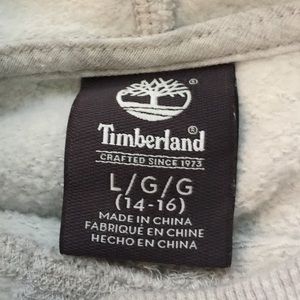 Timberland®
CRAFTED SINCE 1973
L/G/G
(14-16)
MADE IN CHINA
FABRIQUÉ EN CHINE
HECHO EN CHINA